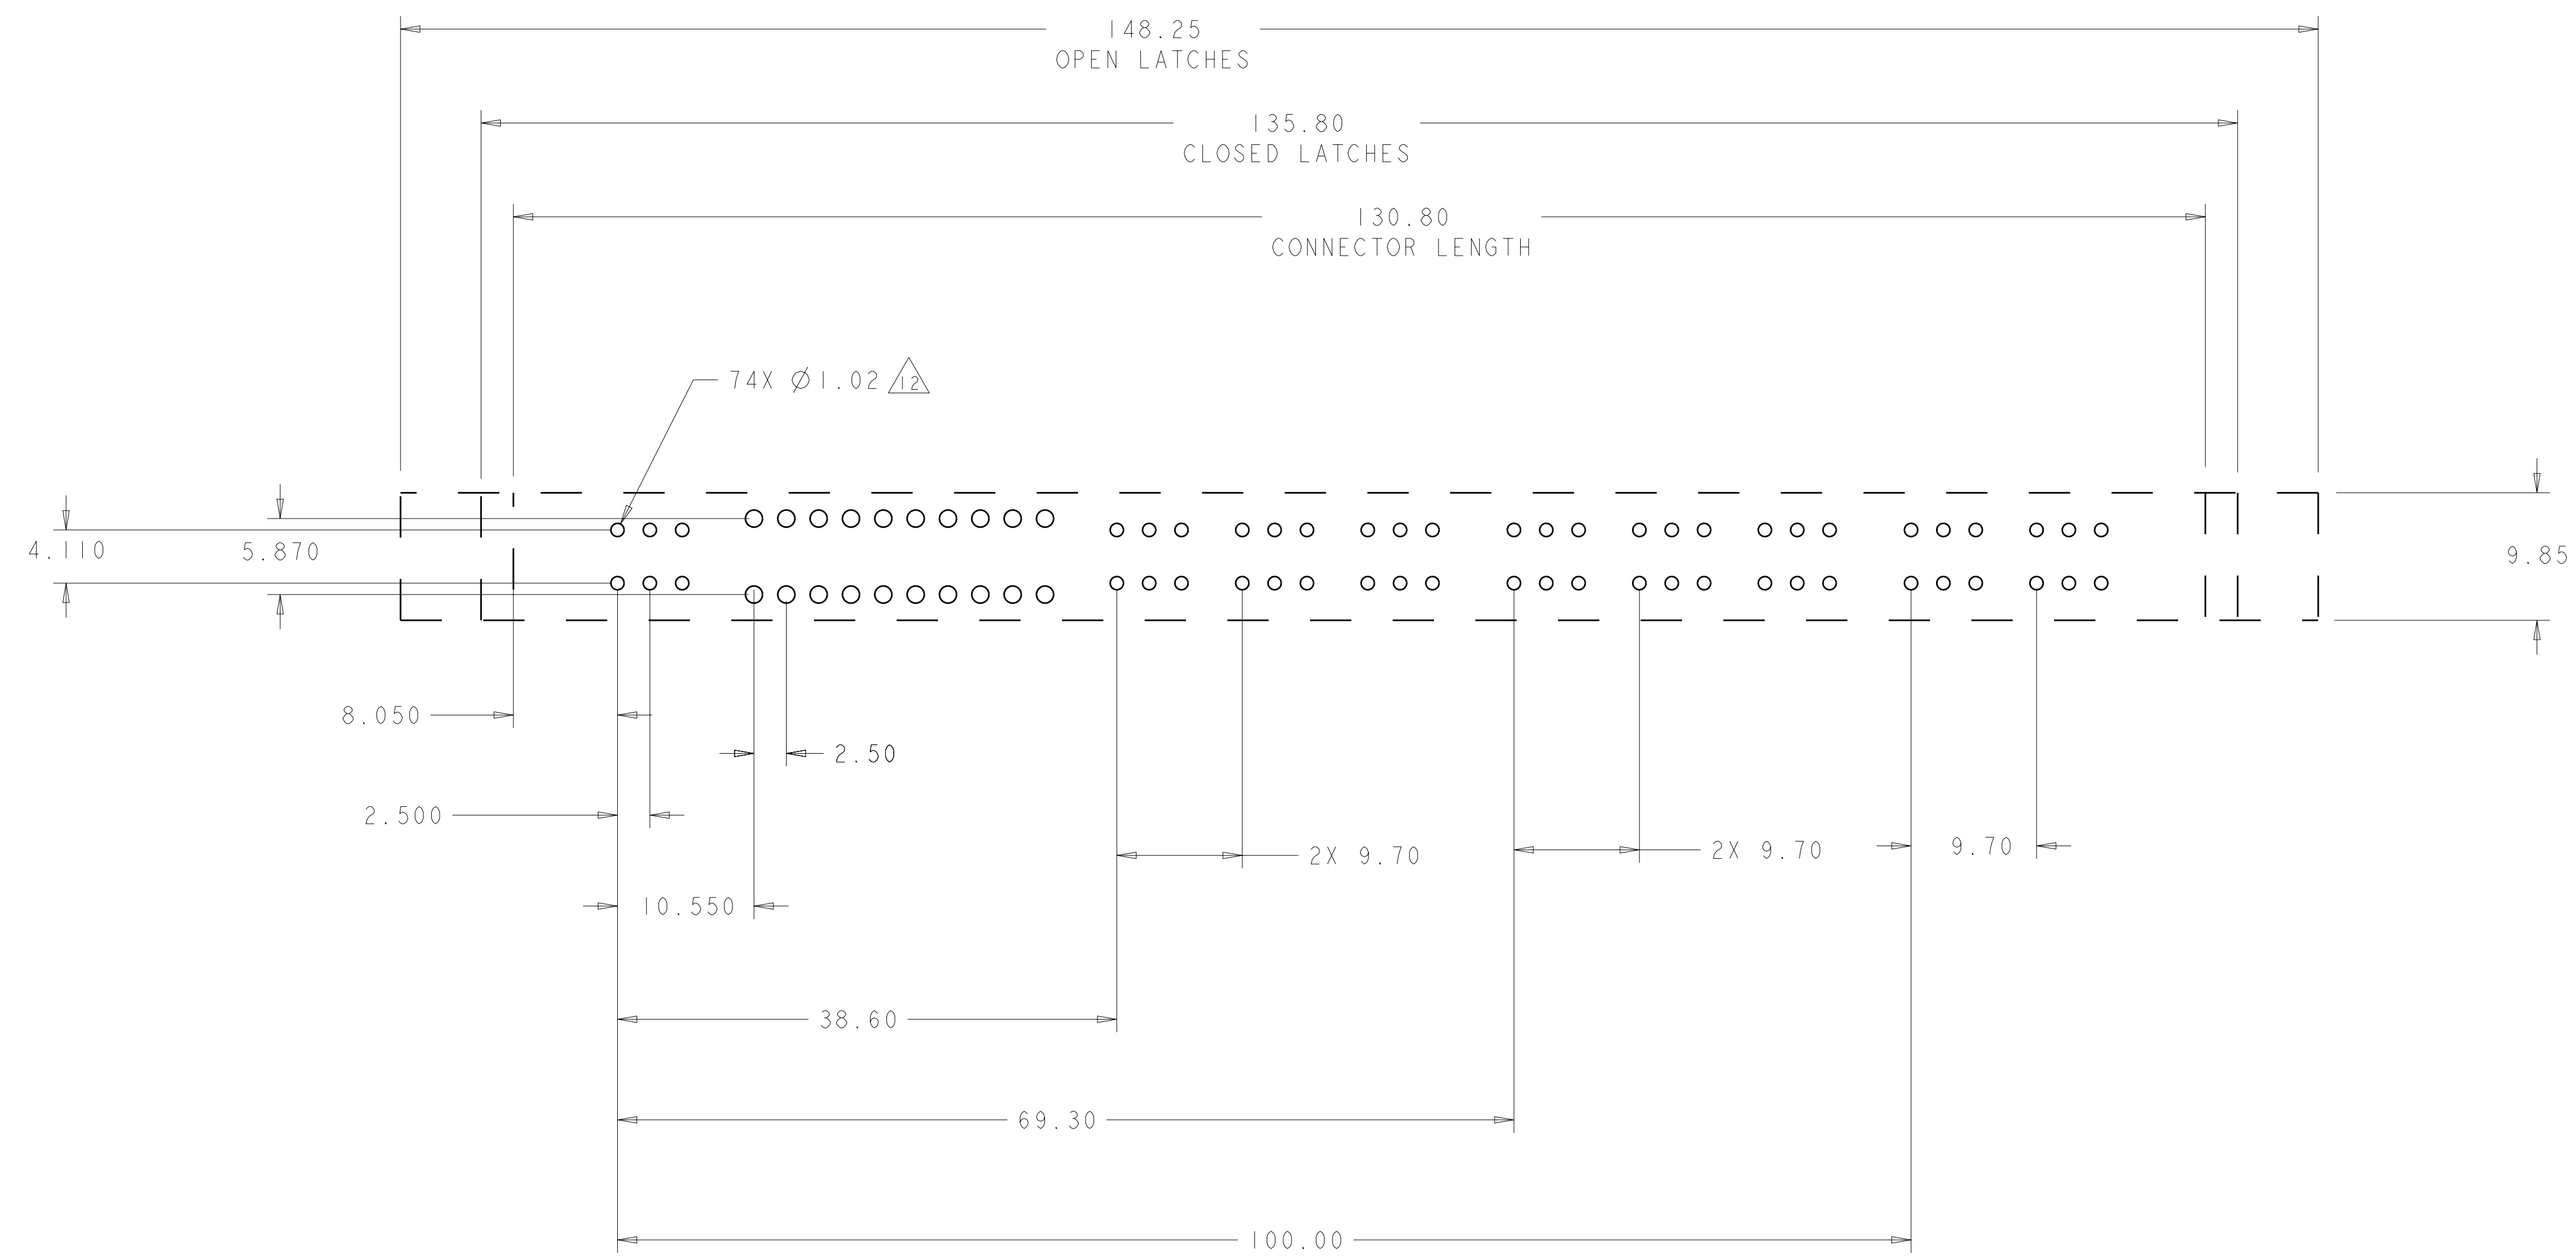 148.25
OPEN LATCHES
135.80
CLOSED LATCHES
130.80
CONNECTOR LENGTH
74X Ø1.02 12
4.110
5.870
9.85
8.050
2.50
2.500
2X 9.70
2X 9.70
9.70
10.550
38.60
69.30
100.00